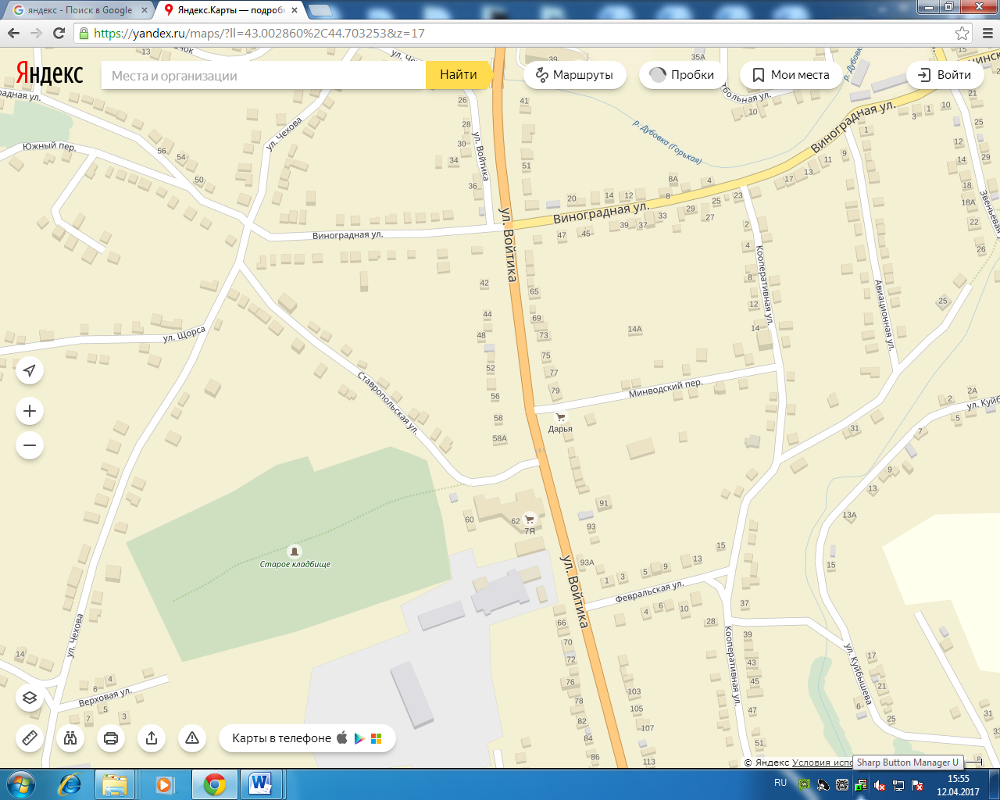 яндекс - Поиск в Google
Яндекс.Карты — подроб
https://yandex.ru/maps/?ll=43.002860%2C44.703253&z=17
Яндекс
Места и организации
Найти
Маршруты
Пробки
Мои места
Войти
13
39
35А
р. Дубовка
26
41
10
1
10
21
28
3
1
25
Южный пер.
ул. Чехова
30
ул. Войтика
р. Дубовка (Горькая)
Виноградная ул.
12
56
54
34
51
11
9
14
29
50
36
8А
4
17
13
18
20
14
12
8
25
23
18А
Звеньевая
Виноградная ул.
33
29
27
2
22
Виноградная ул.
47
45
39
37
4
26
ул. Войтика
Кооперативная ул.
8
42
65
12
Авиационная ул.
25
44
69
14
14А
ул. Щорса
48
73
75
52
77
Ставропольская ул.
79
Минводский пер.
56
2А
2
ул. Куйб
58
5
Дарья
31
7
58А
9
13
91
60
62
7Я
93
13А
15
Старое кладбище
93А
13
15
9
5
3
1
Февральская ул.
ул. Войтика
37
4
6
10
66
28
39
ул. Чехова
70
Кооперативная ул.
ул. Куйбышева
14
72
43
17
4
76
45
21
6
103
Верховая ул.
78
105
47
6
25
31
7
5
3
82
107
84
51
33
86
113
8
Карты в телефоне
© Яндекс Условия испо
Sharp Button Manager U
RU
15:55
12.04.2017